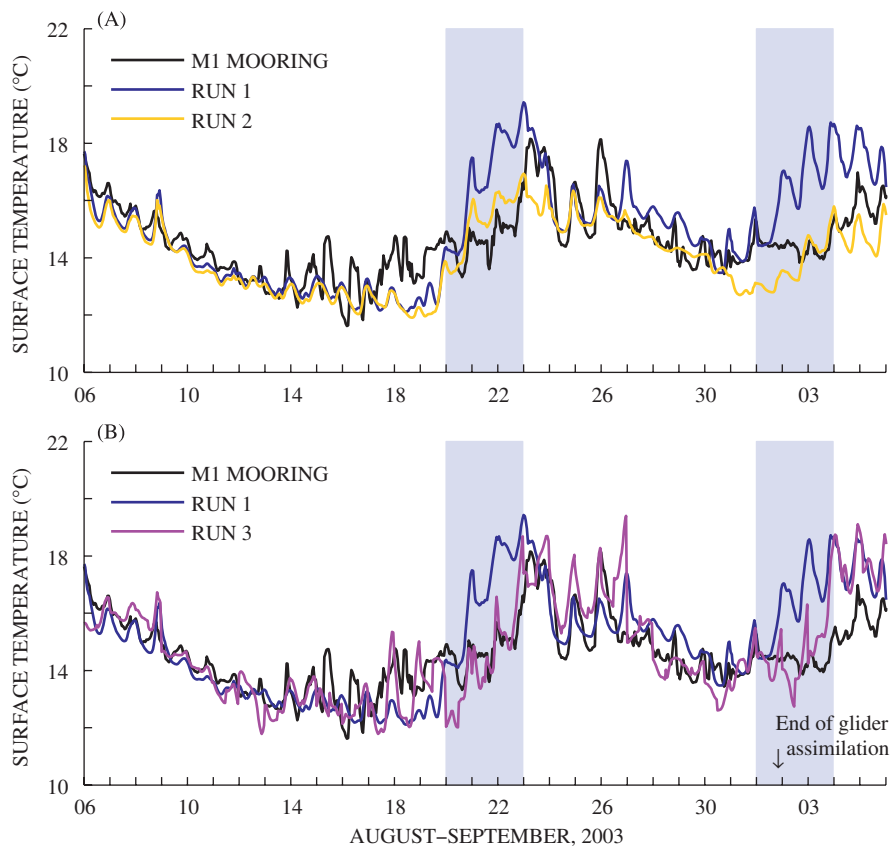 (A)
22
18
14
10
SURFACE TEMPERATURE (°C)
M1 MOORING
RUN 1
RUN 2
06 10 14 18 22 26 30 03
(B)
22
18
14
10
SURFACE TEMPERATURE (°C)
M1 MOORING
RUN 1
RUN 3
End of glider
↓ assimilation
06 10 14 18 22 26 30 03
AUGUST–SEPTEMBER, 2003